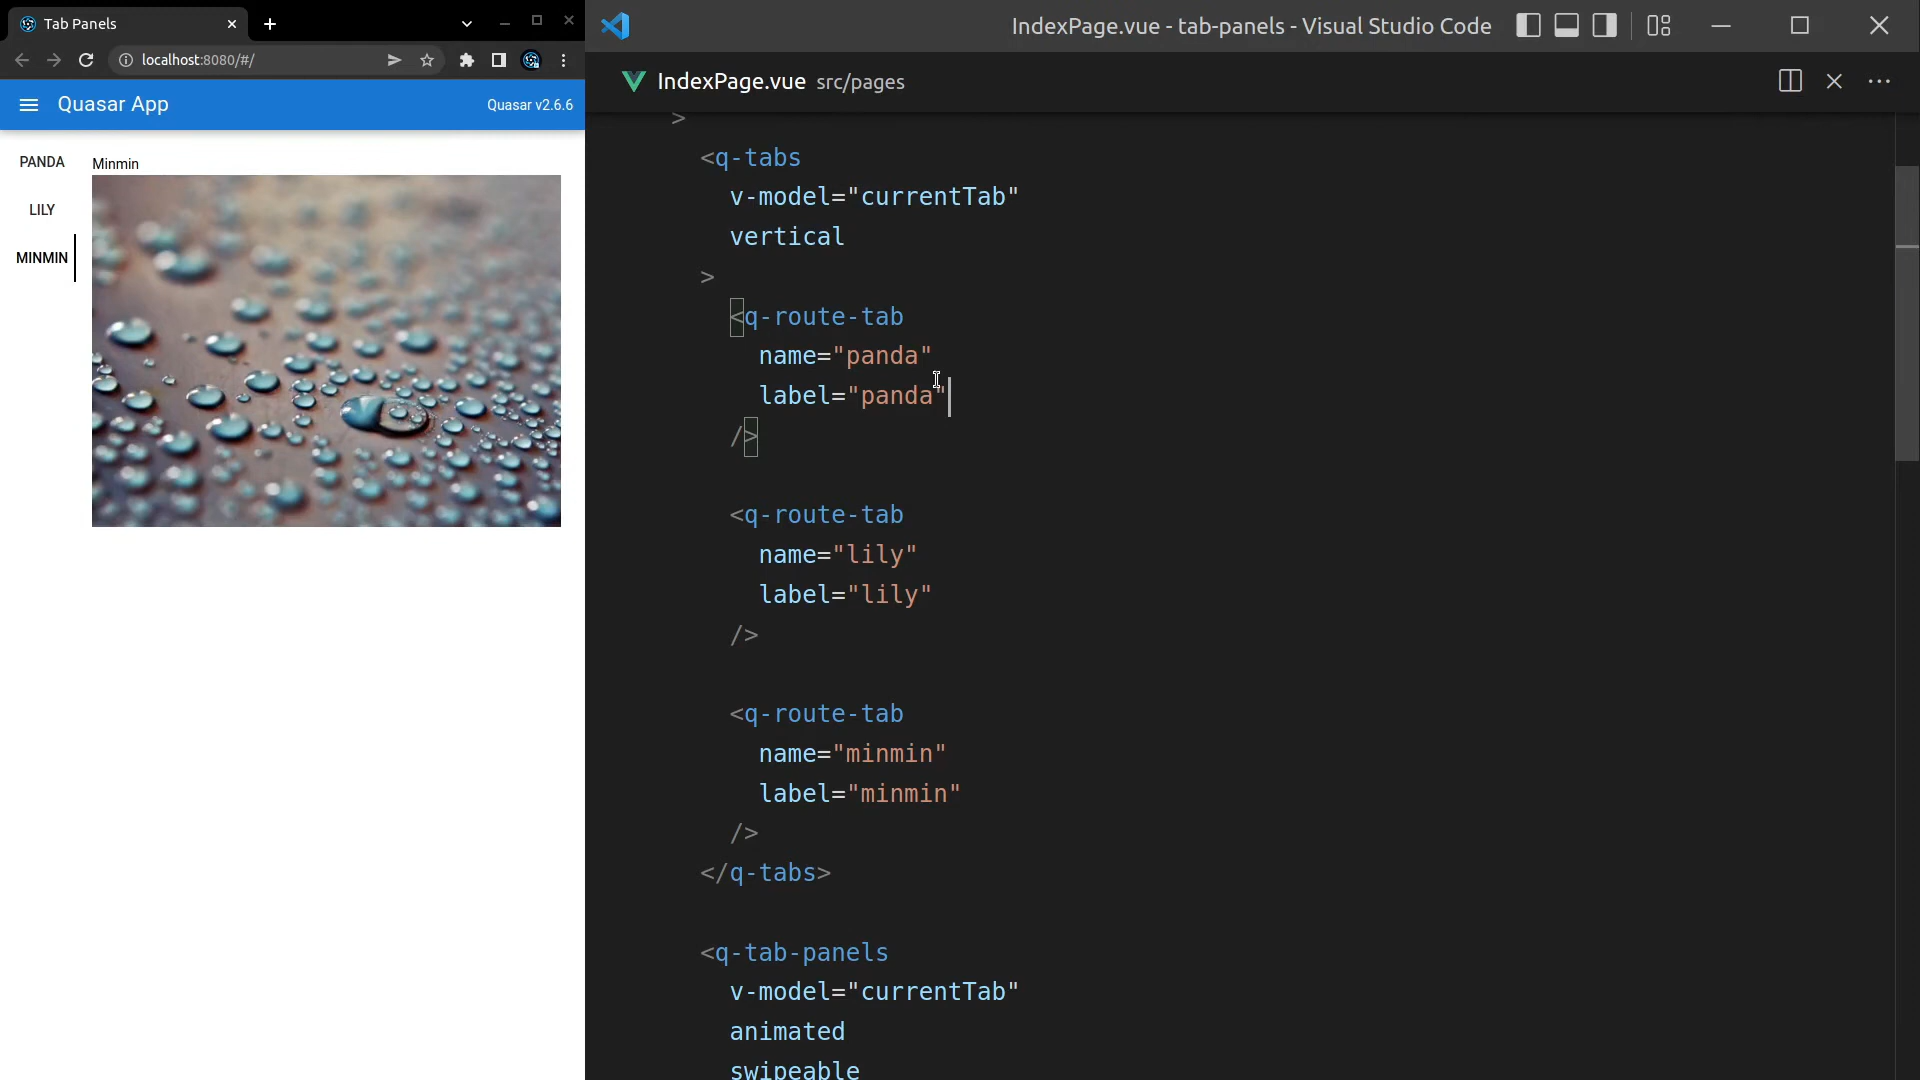 Tab Panels
localhost:8080/#/
Quasar App
Quasar v2.6.6
PANDA
LILY
MINMIN
Minmin
IndexPage.vue - tab-panels - Visual Studio Code
IndexPage.vue src/pages
>
<q-tabs
v-model="currentTab"
vertical
>
<q-route-tab
name="panda"
label="panda"
/>
<q-route-tab
name="lily"
label="lily"
/>
<q-route-tab
name="minmin"
label="minmin"
/>
</q-tabs>
<q-tab-panels
v-model="currentTab"
animated
swipeable